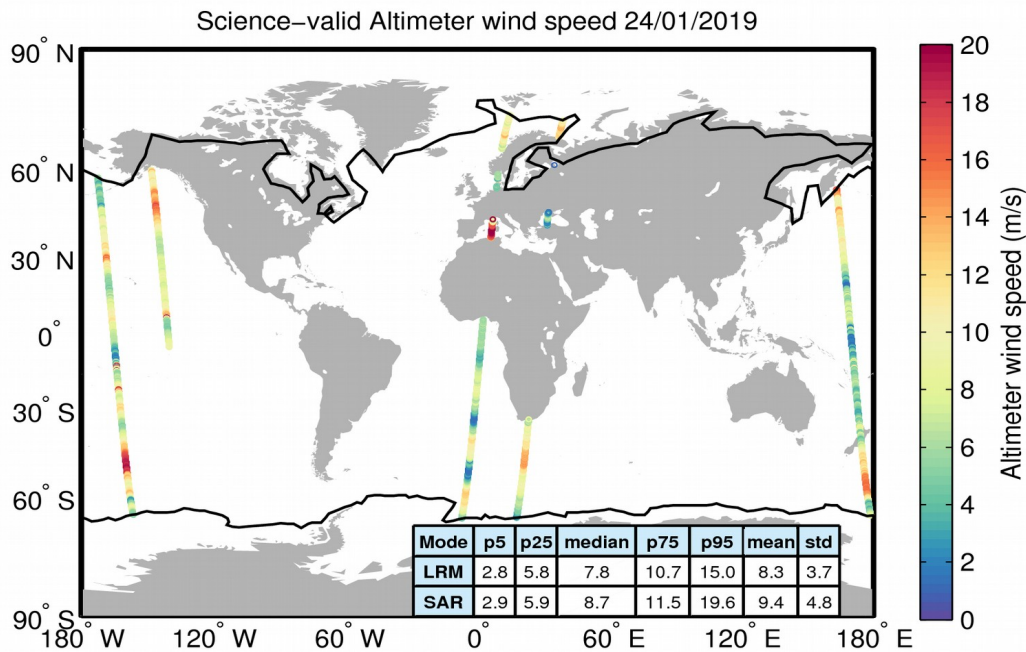 Science−valid Altimeter wind speed 24/01/2019
90° N
60° N
30° N
0°
30° S
60° S
90° S
180° W
120° W
60° W
0°
60° E
120° E
180° E
Mode p5 p25 median p75 p95 mean std
LRM 2.8 5.8 7.8 10.7 15.0 8.3 3.7
SAR 2.9 5.9 8.7 11.5 19.6 9.4 4.8
20
18
16
14
12
10
8
6
4
2
0
Altimeter wind speed (m/s)